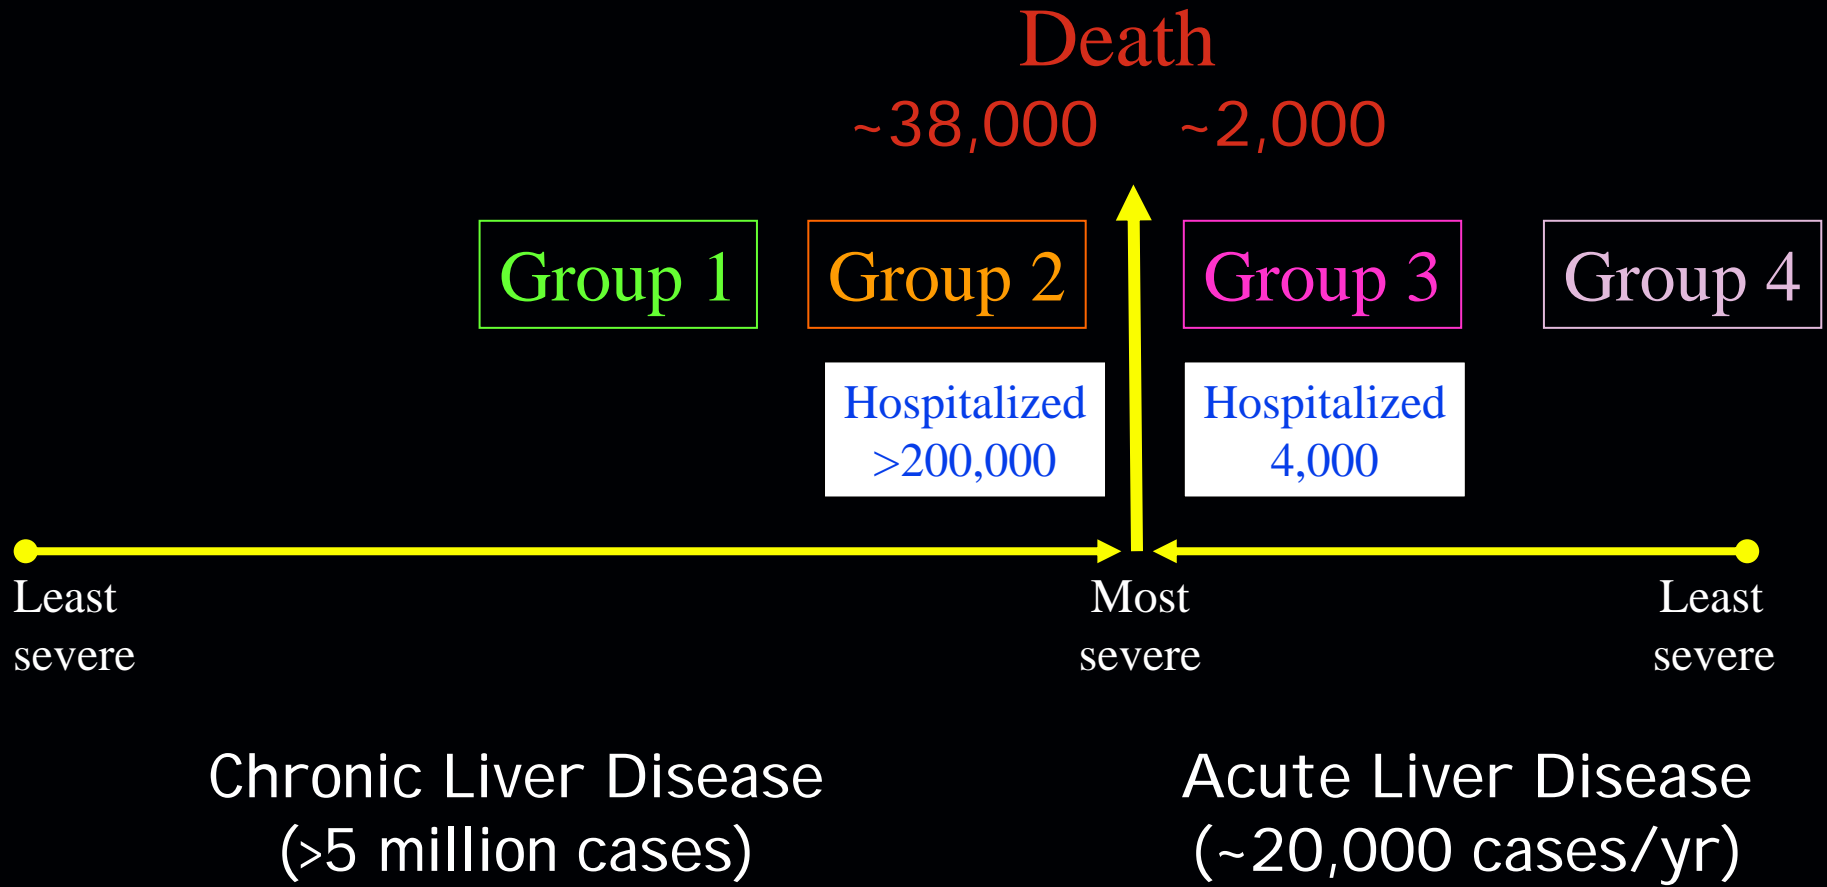 Death
~38,000 ~2,000
Group 1 Group 2 Group 3 Group 4
Hospitalized
>200,000
Hospitalized
4,000
Least
severe
Most
severe
Least
severe
Chronic Liver Disease
(>5 million cases)
Acute Liver Disease
(~20,000 cases/yr)